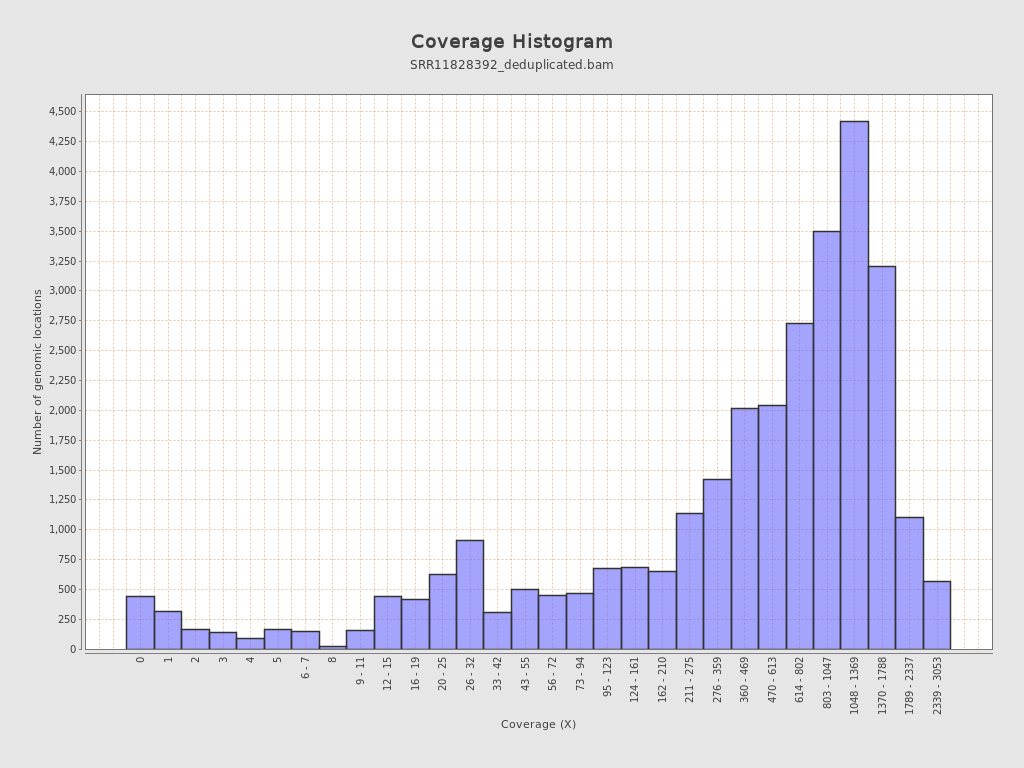 Coverage Histogram
SRR11828392_deduplicated.bam
Number of genomic locations
4,500
4,250
4,000
3,750
3,500
3,250
3,000
2,750
2,500
2,250
2,000
1,750
1,500
1,250
1,000
750
500
250
0
0
1
2
3
4
5
6 - 7
8
9 - 11
12 - 15
16 - 19
20 - 25
26 - 32
33 - 42
43 - 55
56 - 72
73 - 94
95 - 123
124 - 161
162 - 210
211 - 275
276 - 359
360 - 469
470 - 613
614 - 802
803 - 1047
1048 - 1369
1370 - 1788
1789 - 2337
2339 - 3053
Coverage (X)